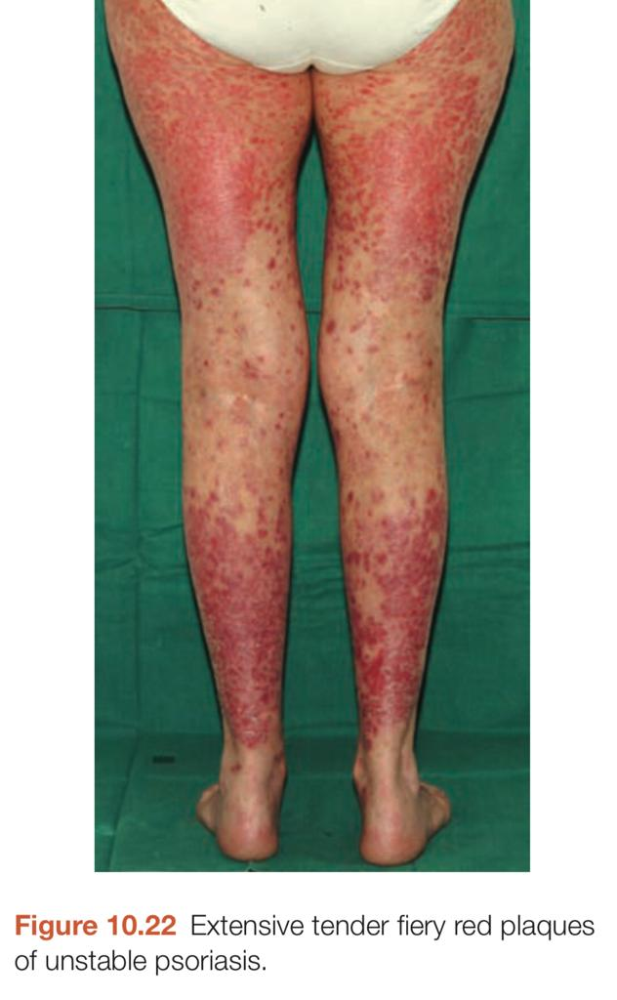 Figure 10.22 Extensive tender fiery red plaques
of unstable psoriasis.